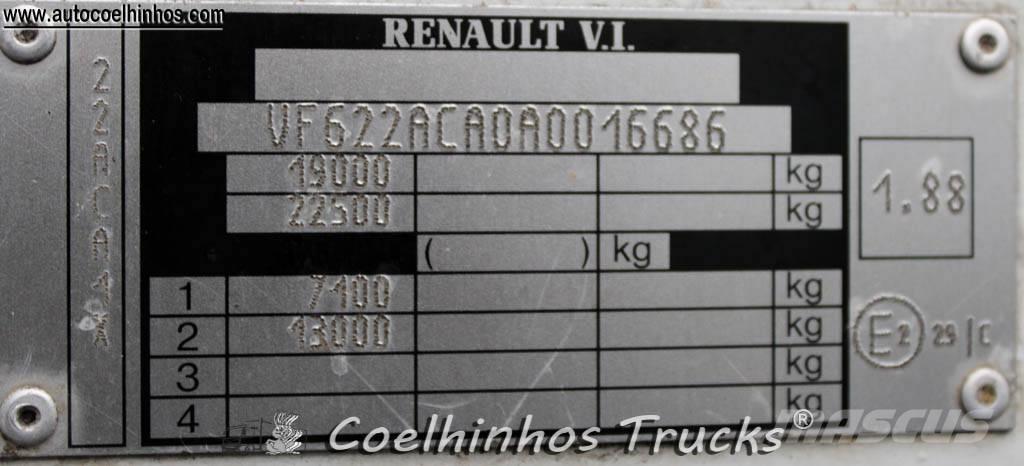 www.autocoelhinhos.com
RENAULT V.I.
VF622ACA0A0016686
19000 kg
22500 kg
( ) kg
1 7100 kg
2 13000 kg
3 kg
4 kg
1.88
E2 29/C
Coelhinhos Trucks®
MASCUS